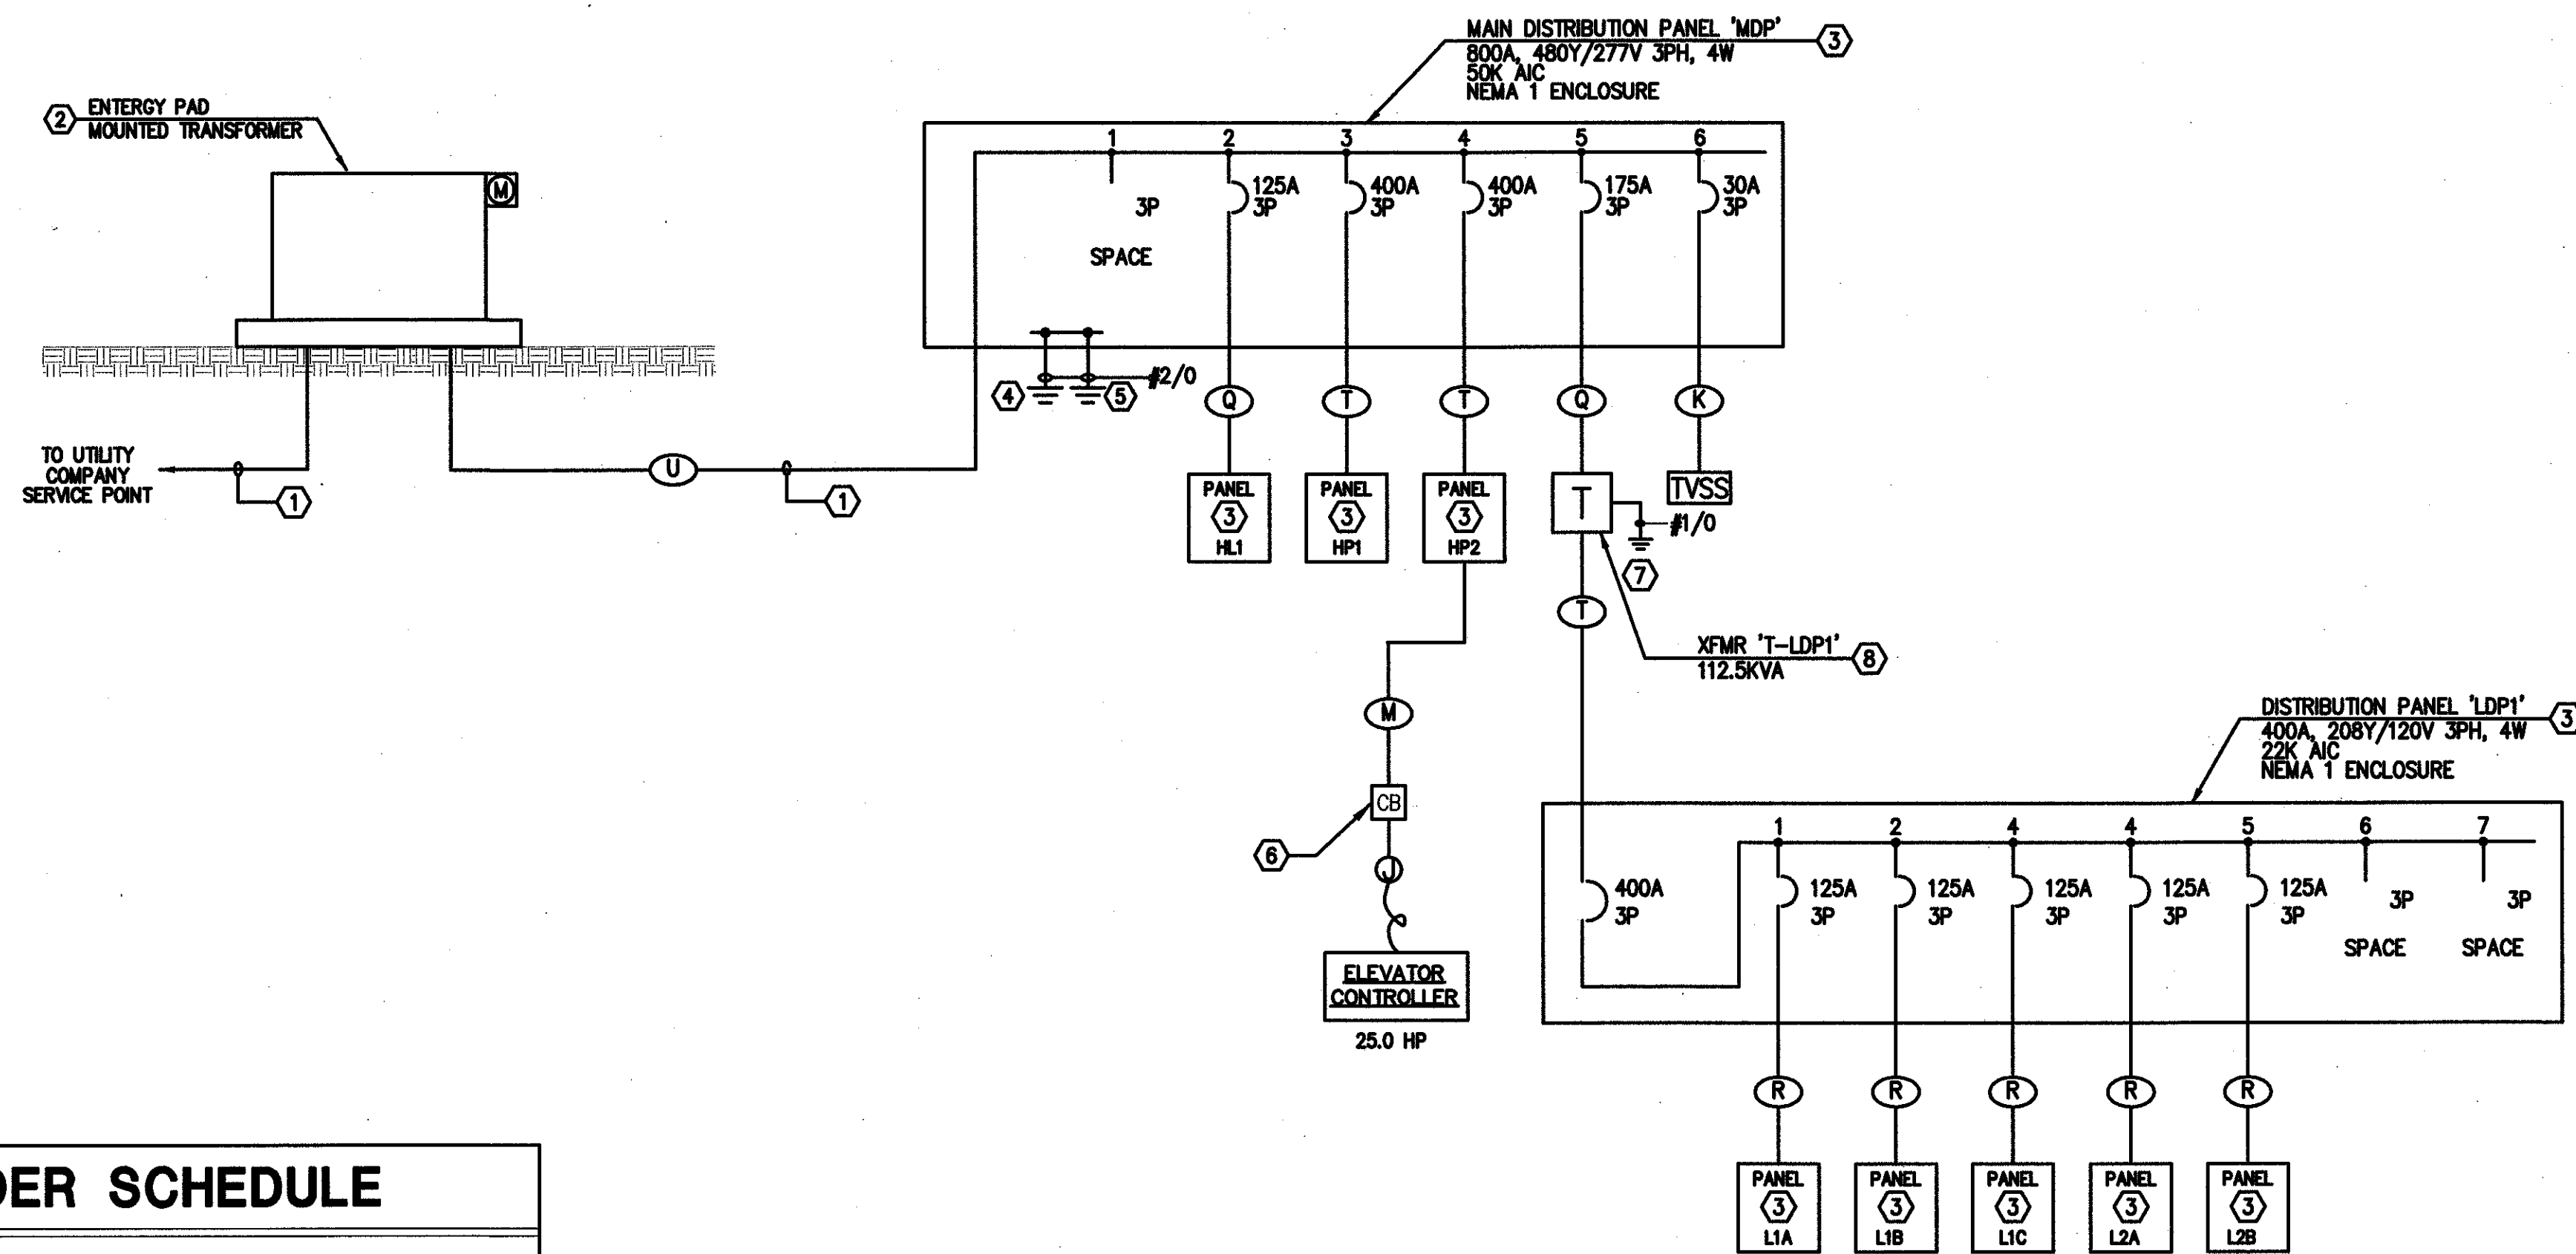 MAIN DISTRIBUTION PANEL 'MDP'
3
800A, 480Y/277V 3PH, 4W
50K AIC
NEMA 1 ENCLOSURE
2
ENTERGY PAD
MOUNTED TRANSFORMER
M
1 2 3 4 5 6
3P
SPACE
125A
3P
400A
3P
400A
3P
175A
3P
30A
3P
4
5
#2/0
Q T T Q K
TO UTILITY
COMPANY
SERVICE POINT
1
U
1
PANEL
3
HL1
PANEL
3
HP1
PANEL
3
HP2
T
TVSS
#1/0
7
T
XFMR 'T-LDP1'
112.5KVA
8
M
CB
6
J
ELEVATOR
CONTROLLER
25.0 HP
DISTRIBUTION PANEL 'LDP1'
3
400A, 208Y/120V 3PH, 4W
22K AIC
NEMA 1 ENCLOSURE
1 2 4 4 5 6 7
400A
3P
125A
3P
125A
3P
125A
3P
125A
3P
125A
3P
3P
SPACE
3P
SPACE
R R R R R
PANEL
3
L1A
PANEL
3
L1B
PANEL
3
L1C
PANEL
3
L2A
PANEL
3
L2B
DER SCHEDULE